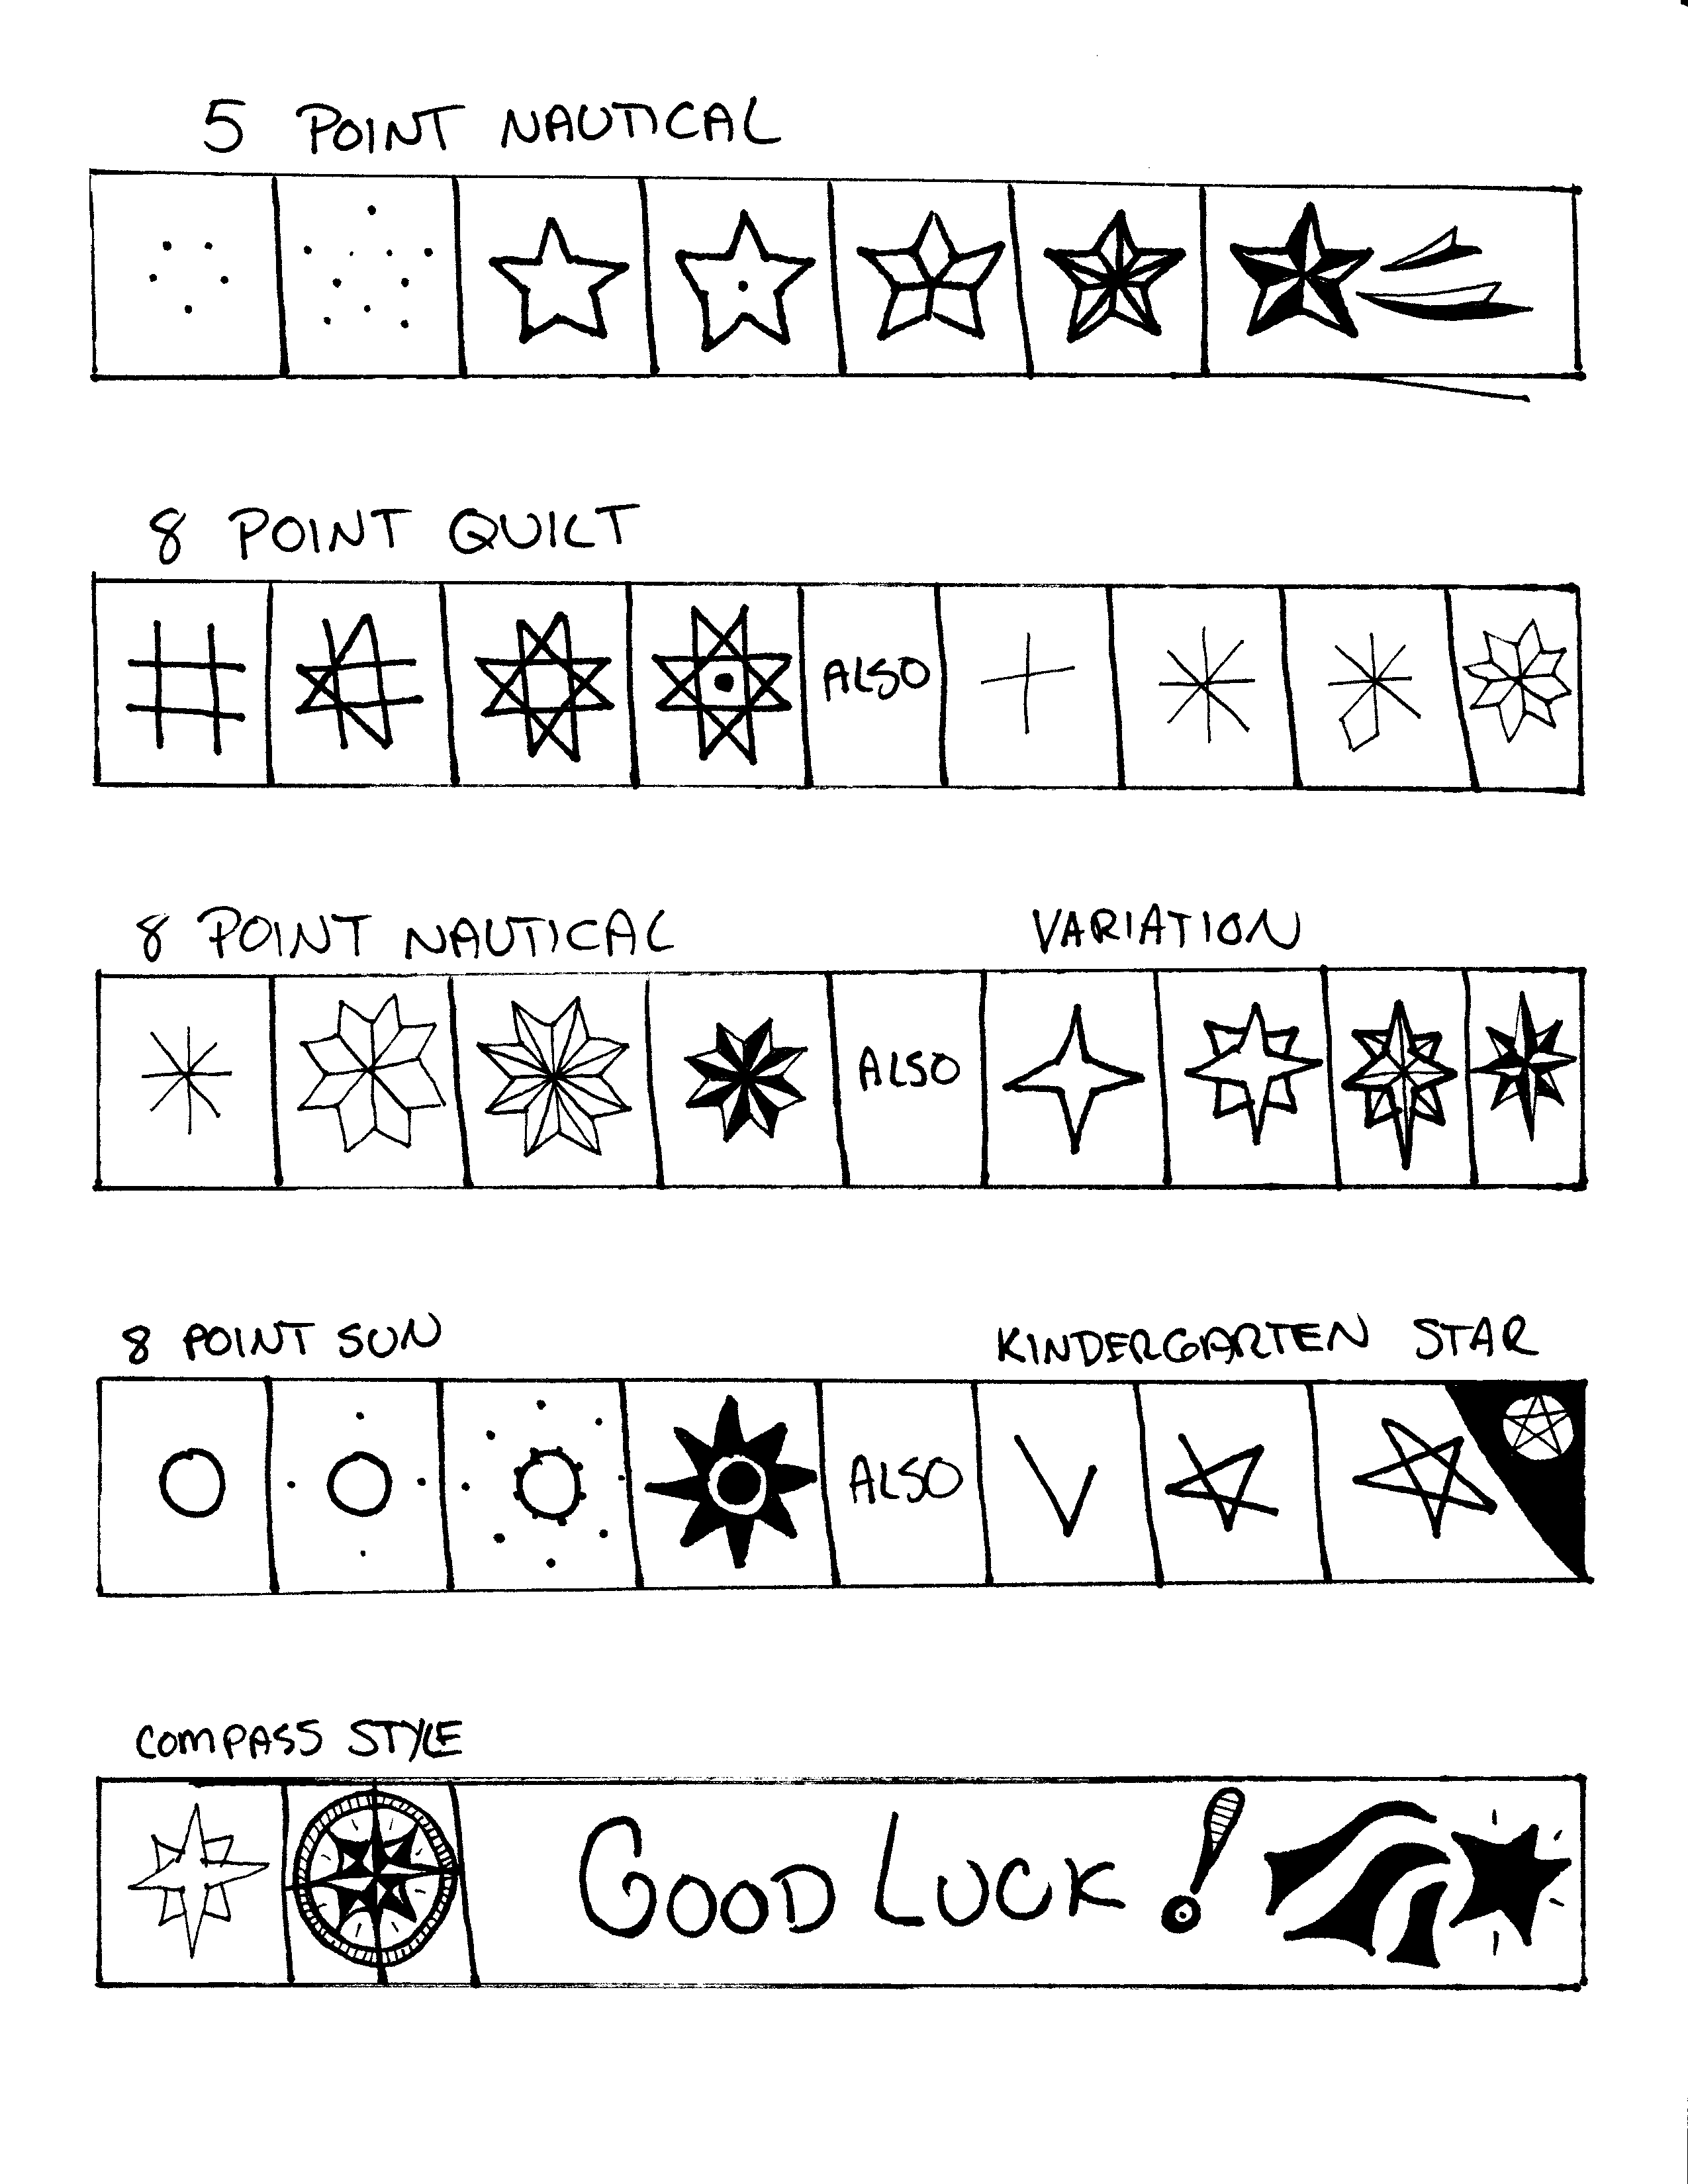 5 POINT NAUTICAL
8 POINT QUILT
ALSO
8 POINT NAUTICAL
VARIATION
ALSO
8 POINT SUN
KINDERGARTEN STAR
ALSO
COMPASS STYLE
GOOD LUCK!